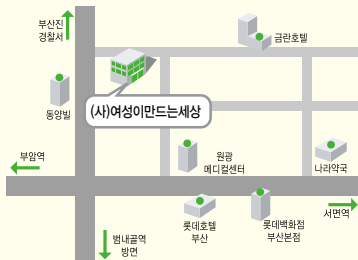 부산진
경찰서
금란호텔
동양빌
(사)여성이만드는세상
부암역
원광
메디컬센터
나라약국
롯데호텔
부산
롯데백화점
부산본점
서면역
범내골역
방면